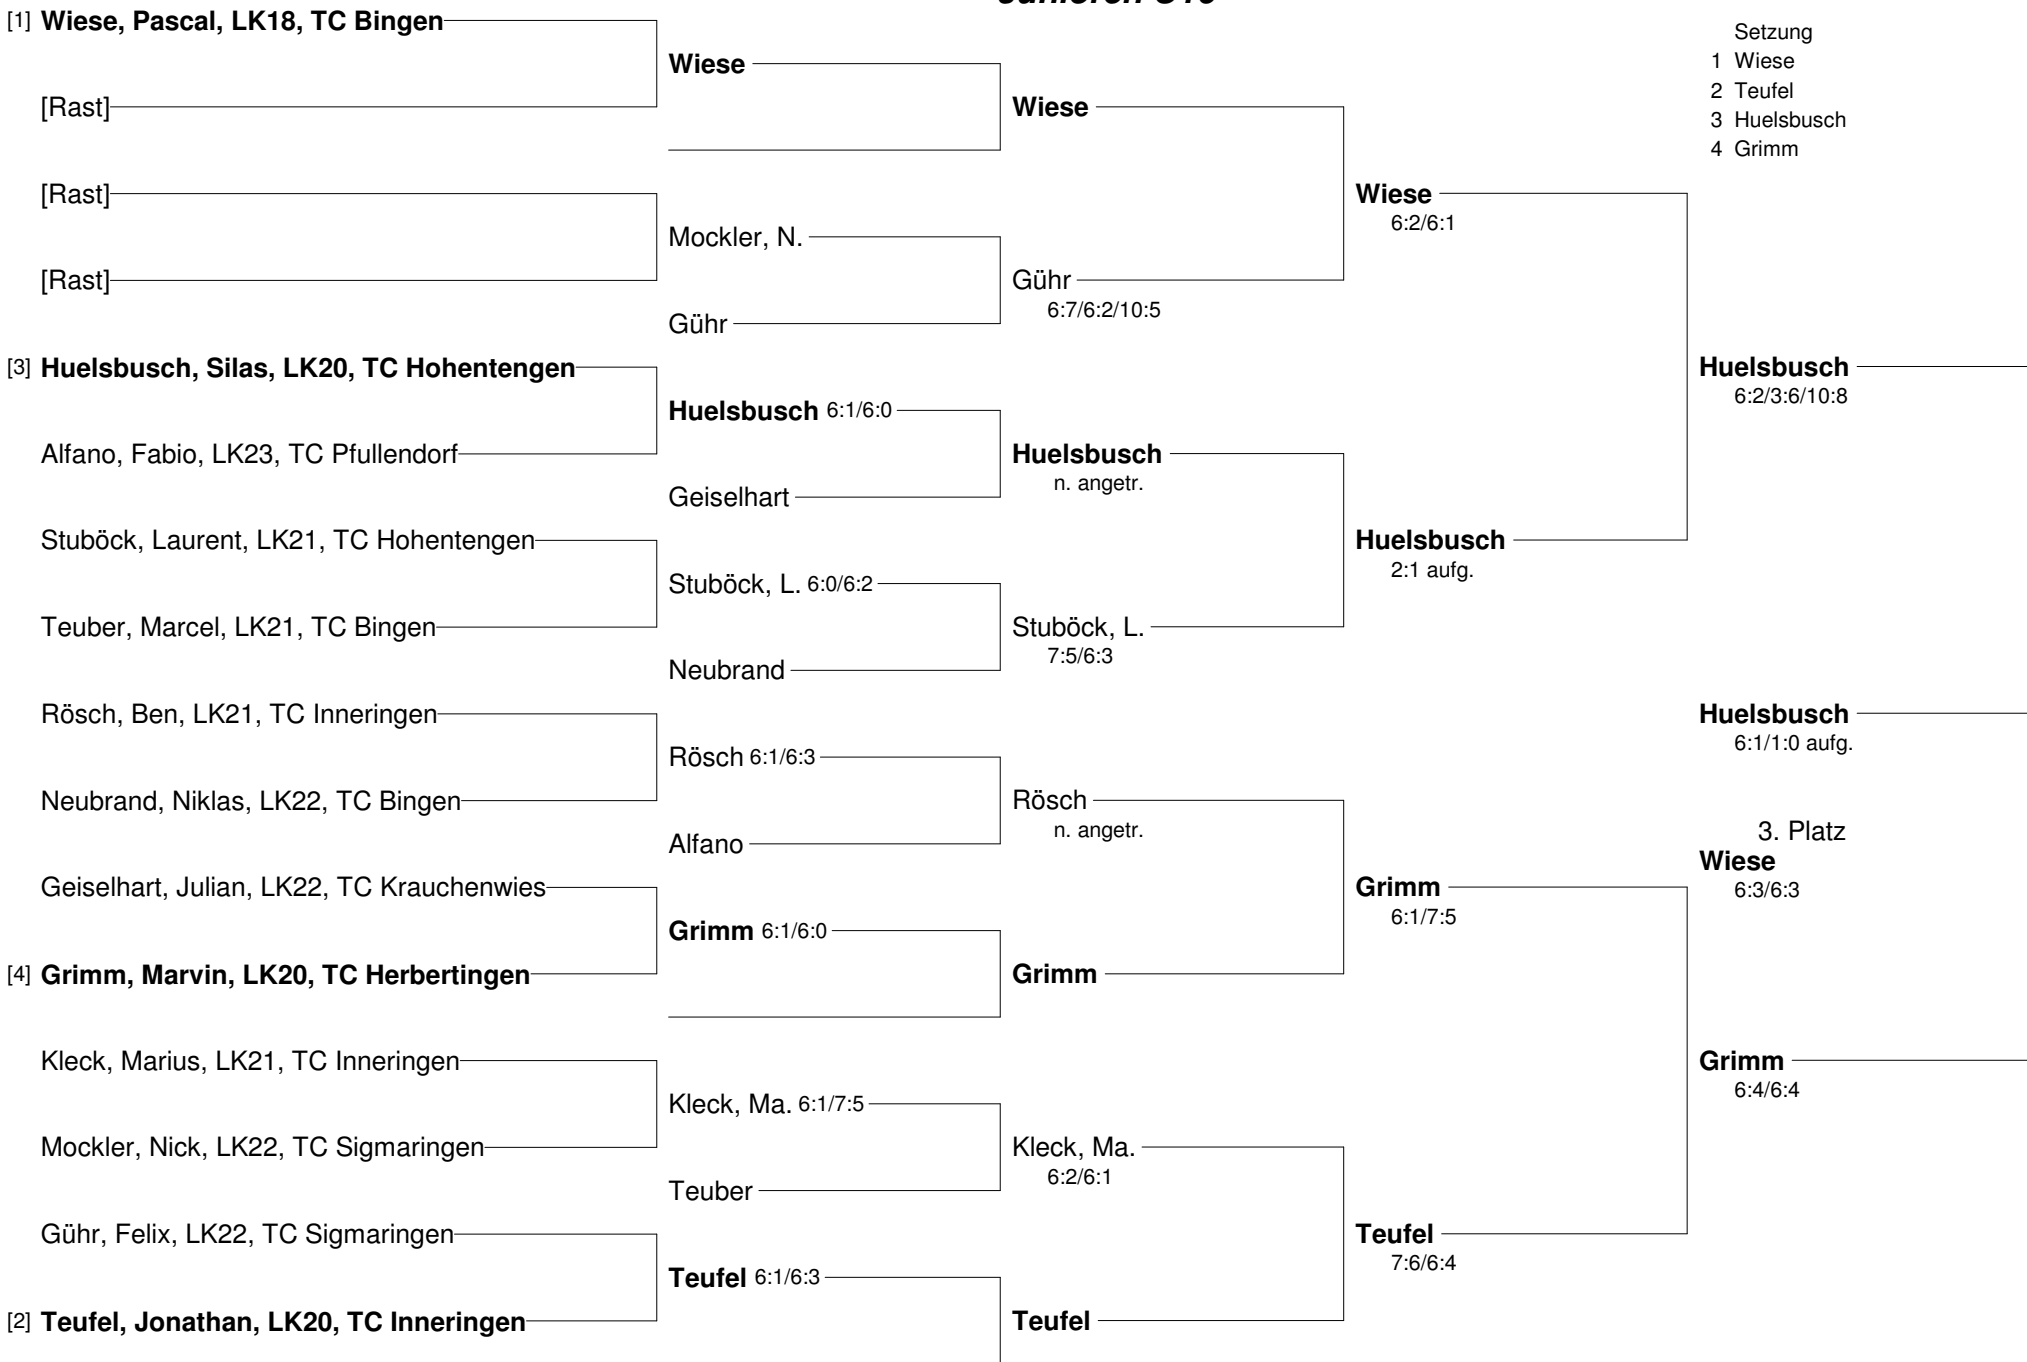 Junioren U16
[1] Wiese, Pascal, LK18, TC Bingen
[Rast]
[Rast]
[Rast]
[3] Huelsbusch, Silas, LK20, TC Hohentengen
Alfano, Fabio, LK23, TC Pfullendorf
Stuböck, Laurent, LK21, TC Hohentengen
Teuber, Marcel, LK21, TC Bingen
Rösch, Ben, LK21, TC Inneringen
Neubrand, Niklas, LK22, TC Bingen
Geiselhart, Julian, LK22, TC Krauchenwies
[4] Grimm, Marvin, LK20, TC Herbertingen
Kleck, Marius, LK21, TC Inneringen
Mockler, Nick, LK22, TC Sigmaringen
Gühr, Felix, LK22, TC Sigmaringen
[2] Teufel, Jonathan, LK20, TC Inneringen
Wiese
Mockler, N.
Gühr
Huelsbusch 6:1/6:0
Geiselhart
Stuböck, L. 6:0/6:2
Neubrand
Rösch 6:1/6:3
Alfano
Grimm 6:1/6:0
Kleck, Ma. 6:1/7:5
Teuber
Teufel 6:1/6:3
Wiese
Gühr
6:7/6:2/10:5
Huelsbusch
n. angetr.
Stuböck, L.
7:5/6:3
Rösch
n. angetr.
Grimm
Kleck, Ma.
6:2/6:1
Teufel
Wiese
6:2/6:1
Huelsbusch
2:1 aufg.
Grimm
6:1/7:5
Teufel
7:6/6:4
Setzung
1 Wiese
2 Teufel
3 Huelsbusch
4 Grimm
Huelsbusch
6:2/3:6/10:8
Huelsbusch
6:1/1:0 aufg.
3. Platz
Wiese
6:3/6:3
Grimm
6:4/6:4